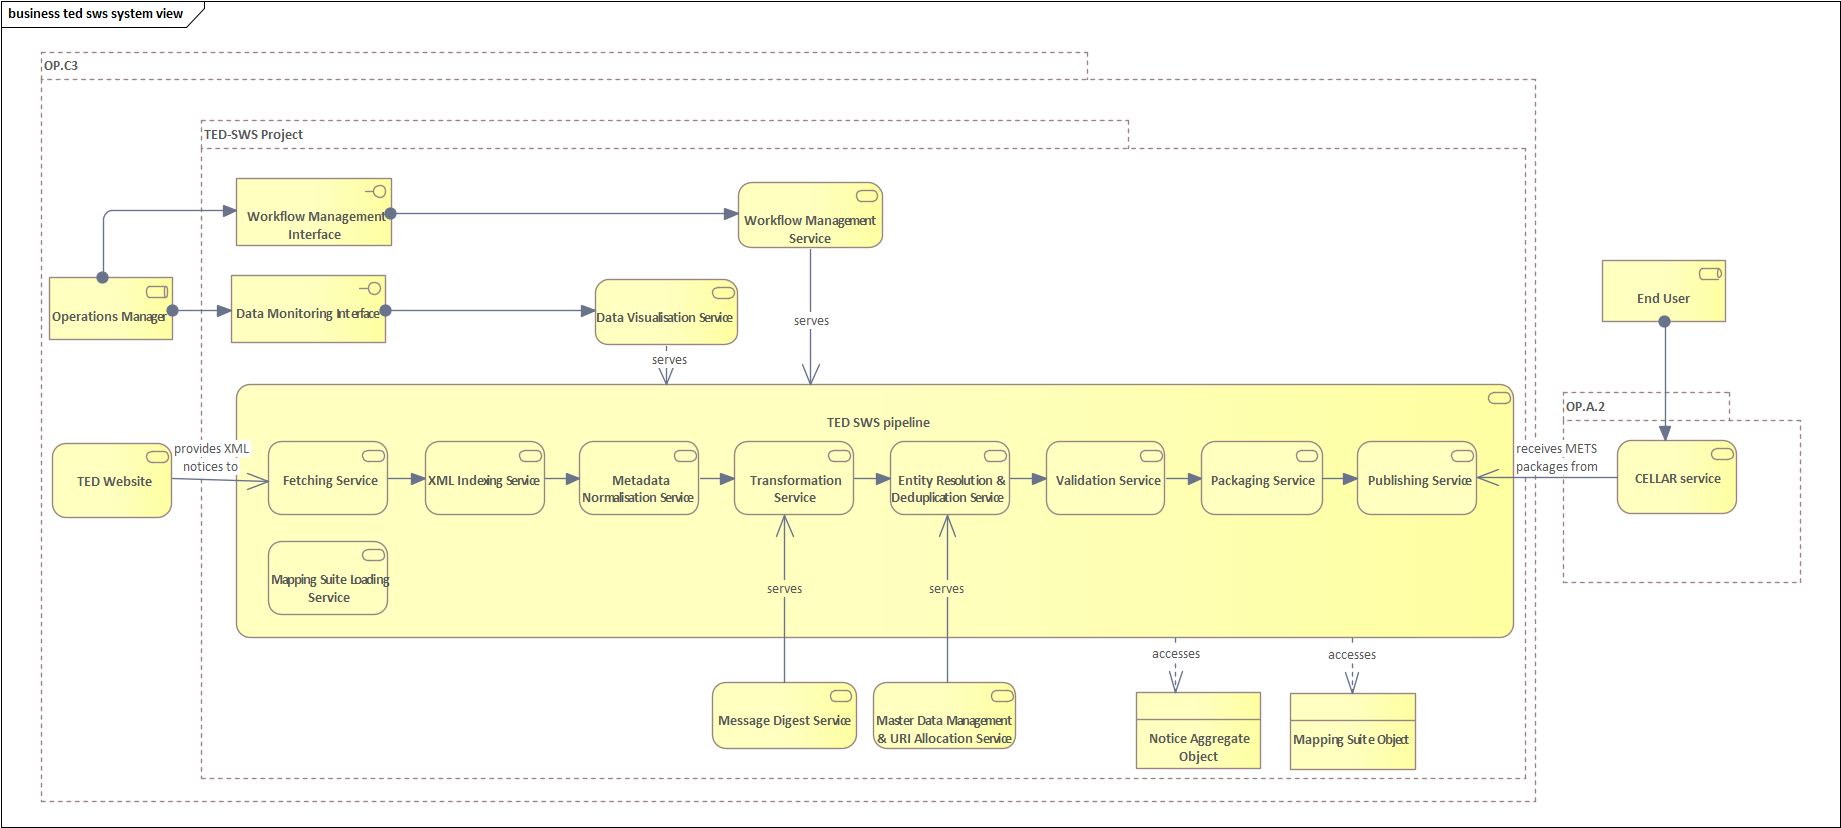 business ted sws system view
OP.C3
TED-SWS Project
Workflow Management
Interface
Workflow Management
Service
Operations Manager
Data Monitoring Interface
Data Visualisation Service
serves
serves
End User
OP.A.2
TED SWS pipeline
TED Website
provides XML
notices to
Fetching Service
XML Indexing Service
Metadata
Normalisation Service
Transformation
Service
Entity Resolution &
Deduplication Service
Validation Service
Packaging Service
Publishing Service
receives METS
packages from
CELLAR service
Mapping Suite Loading
Service
serves
serves
accesses
accesses
Message Digest Service
Master Data Management
& URI Allocation Service
Notice Aggregate
Object
Mapping Suite Object